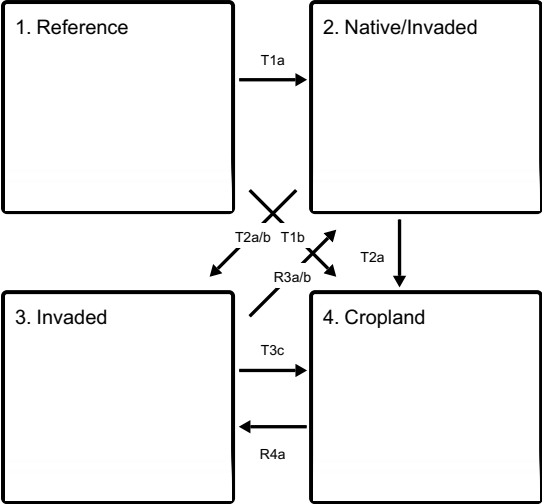 1. Reference
2. Native/Invaded
T1a
T2a/b
T1b
T2a
R3a/b
3. Invaded
4. Cropland
T3c
R4a